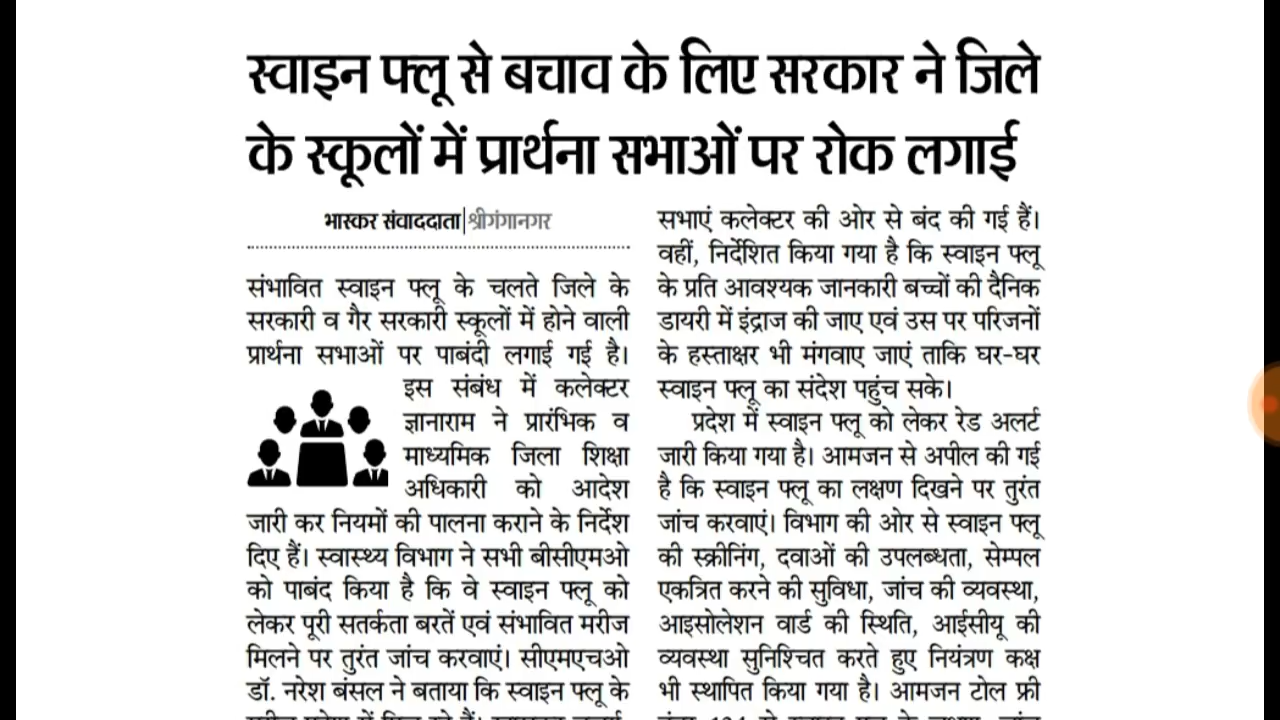 स्वाइन फ्लू से बचाव के लिए सरकार ने जिले
के स्कूलों में प्रार्थना सभाओं पर रोक लगाई
भास्कर संवाददाता|श्रीगंगानगर
संभावित स्वाइन फ्लू के चलते जिले के
सरकारी व गैर सरकारी स्कूलों में होने वाली
प्रार्थना सभाओं पर पाबंदी लगाई गई है।
इस संबंध में कलेक्टर
ज्ञानाराम ने प्रारंभिक व
माध्यमिक जिला शिक्षा
अधिकारी को आदेश
जारी कर नियमों की पालना कराने के निर्देश
दिए हैं। स्वास्थ्य विभाग ने सभी बीसीएमओ
को पाबंद किया है कि वे स्वाइन फ्लू को
लेकर पूरी सतर्कता बरतें एवं संभावित मरीज
मिलने पर तुरंत जांच करवाएं। सीएमएचओ
डॉ. नरेश बंसल ने बताया कि स्वाइन फ्लू के
सभाएं कलेक्टर की ओर से बंद की गई हैं।
वहीं, निर्देशित किया गया है कि स्वाइन फ्लू
के प्रति आवश्यक जानकारी बच्चों की दैनिक
डायरी में इंद्राज की जाए एवं उस पर परिजनों
के हस्ताक्षर भी मंगवाए जाएं ताकि घर-घर
स्वाइन फ्लू का संदेश पहुंच सके।
प्रदेश में स्वाइन फ्लू को लेकर रेड अलर्ट
जारी किया गया है। आमजन से अपील की गई
है कि स्वाइन फ्लू का लक्षण दिखने पर तुरंत
जांच करवाएं। विभाग की ओर से स्वाइन फ्लू
की स्क्रीनिंग, दवाओं की उपलब्धता, सेम्पल
एकत्रित करने की सुविधा, जांच की व्यवस्था,
आइसोलेशन वार्ड की स्थिति, आईसीयू की
व्यवस्था सुनिश्चित करते हुए नियंत्रण कक्ष
भी स्थापित किया गया है। आमजन टोल फ्री